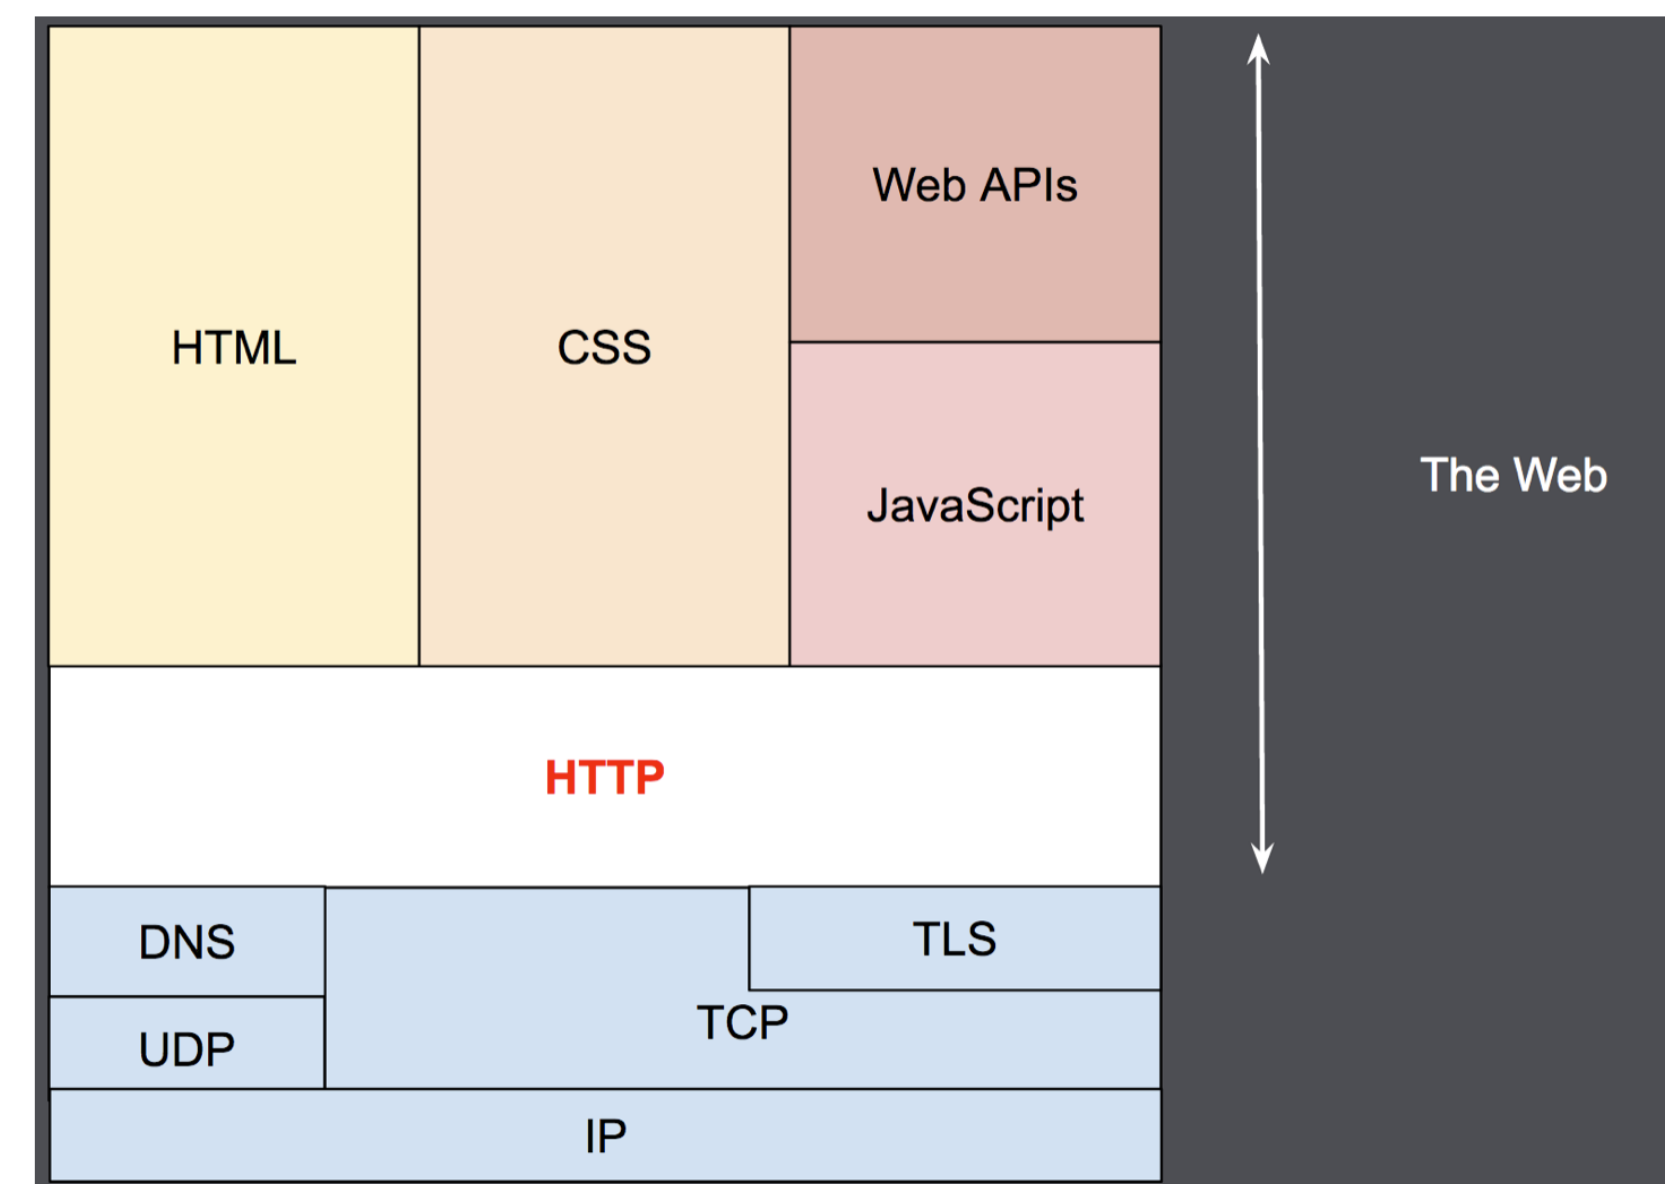 Web APIs
HTML
CSS
JavaScript
The Web
HTTP
DNS
TLS
TCP
UDP
IP